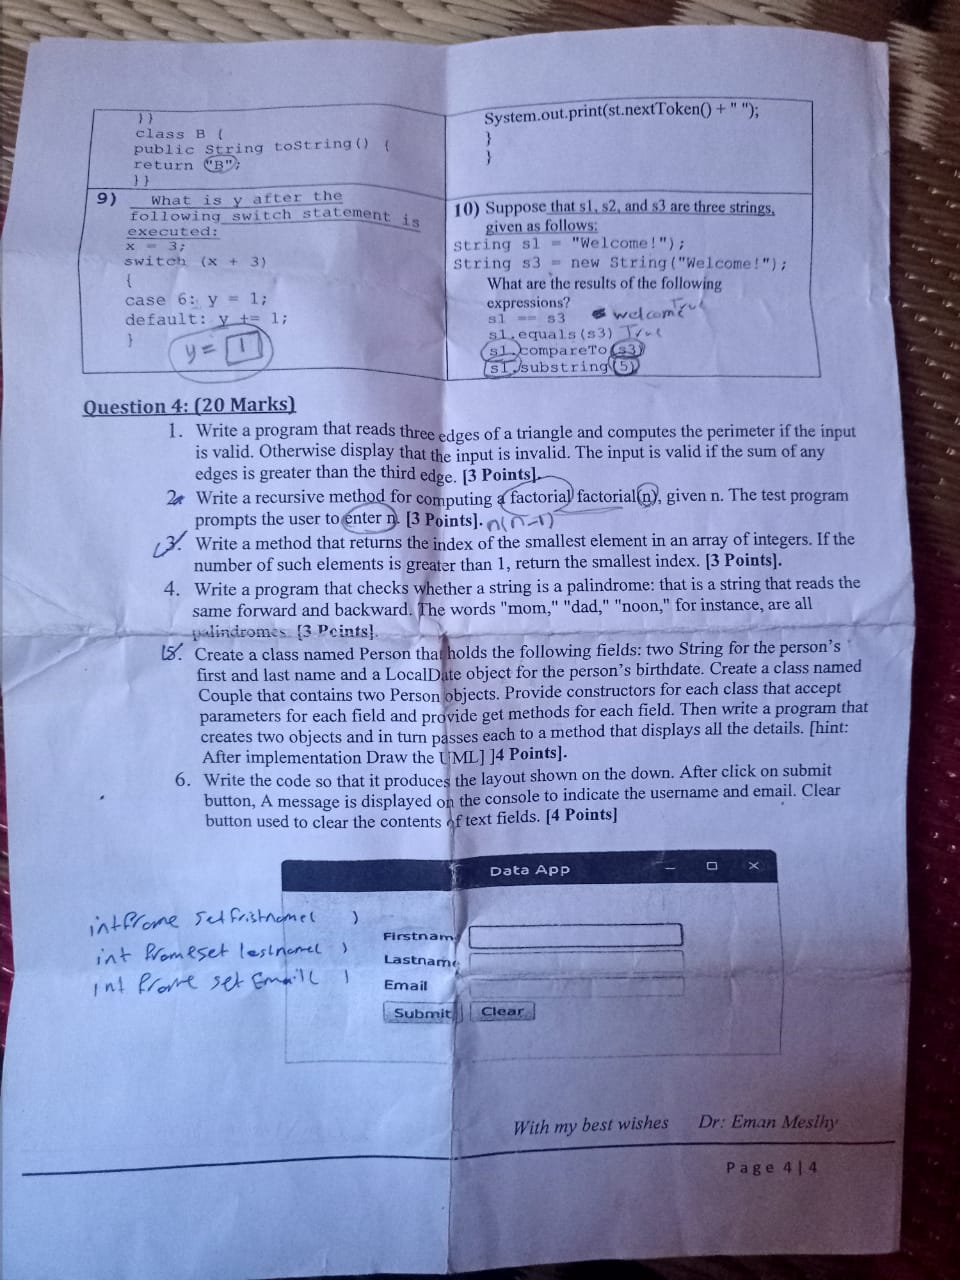 }}
class B {
public String toString() {
return "B";
}}
System.out.print(st.nextToken() + " ");
}
}
9) What is y after the
following switch statement is
executed:
x = 3;
switch (x + 3)
{
case 6: y = 1;
default: y += 1;
}
y = 1
10) Suppose that s1, s2, and s3 are three strings,
given as follows:
String s1 = "Welcome!");
String s3 = new String("Welcome!");
What are the results of the following
expressions?
s1 == s3 welcome True
s1.equals(s3) True
s1.compareTo(s3)
s1.substring(5)
Question 4: (20 Marks)
1. Write a program that reads three edges of a triangle and computes the perimeter if the input
is valid. Otherwise display that the input is invalid. The input is valid if the sum of any
edges is greater than the third edge. [3 Points].
2. Write a recursive method for computing a factorial factorial(n), given n. The test program
prompts the user to enter n. [3 Points]. n(n-1)
3. Write a method that returns the index of the smallest element in an array of integers. If the
number of such elements is greater than 1, return the smallest index. [3 Points].
4. Write a program that checks whether a string is a palindrome: that is a string that reads the
same forward and backward. The words "mom," "dad," "noon," for instance, are all
palindromes. [3 Points].
5. Create a class named Person that holds the following fields: two String for the person's
first and last name and a LocalDate object for the person's birthdate. Create a class named
Couple that contains two Person objects. Provide constructors for each class that accept
parameters for each field and provide get methods for each field. Then write a program that
creates two objects and in turn passes each to a method that displays all the details. [hint:
After implementation Draw the UML] ]4 Points].
6. Write the code so that it produces the layout shown on the down. After click on submit
button, A message is displayed on the console to indicate the username and email. Clear
button used to clear the contents of text fields. [4 Points]
Data App
intframe setfristname( )
int frameset lastname( )
int frame set Email( )
Firstnam
Lastname
Email
Submit Clear
With my best wishes Dr: Eman Meslhy
Page 4|4